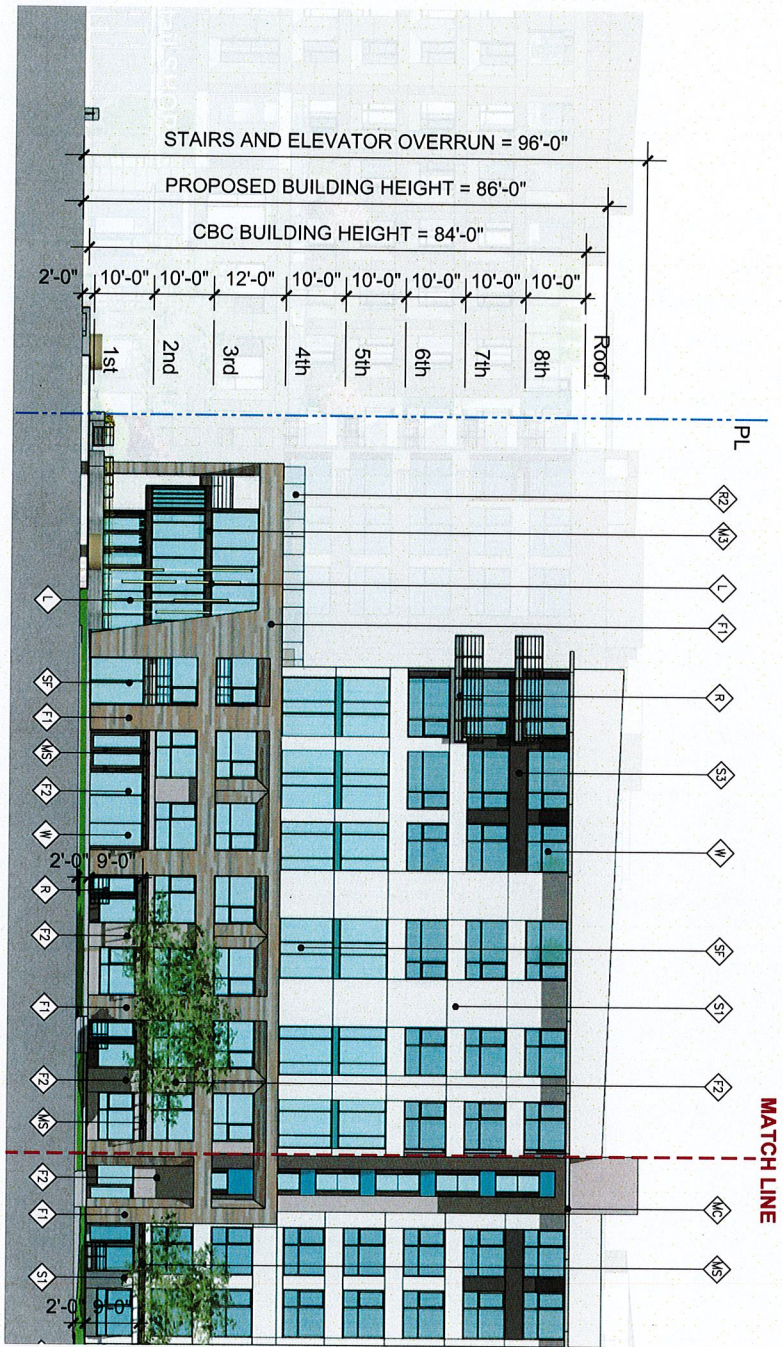 STAIRS AND ELEVATOR OVERRUN = 96'-0"
PROPOSED BUILDING HEIGHT = 86'-0"
CBC BUILDING HEIGHT = 84'-0"
2'-0" 10'-0" 10'-0" 12'-0" 10'-0" 10'-0" 10'-0" 10'-0" 10'-0"
1st
2nd
3rd
4th
5th
6th
7th
8th
Roof
PL
R2
M3
L
F1
R
S3
W
SF
S1
F2
MATCH LINE
MC
MS
L
SF
F1
MS
F2
W
2'-0" 9'-0"
R
F2
F1
F2
MS
F2
F1
S1
2'-0" 9'-0"